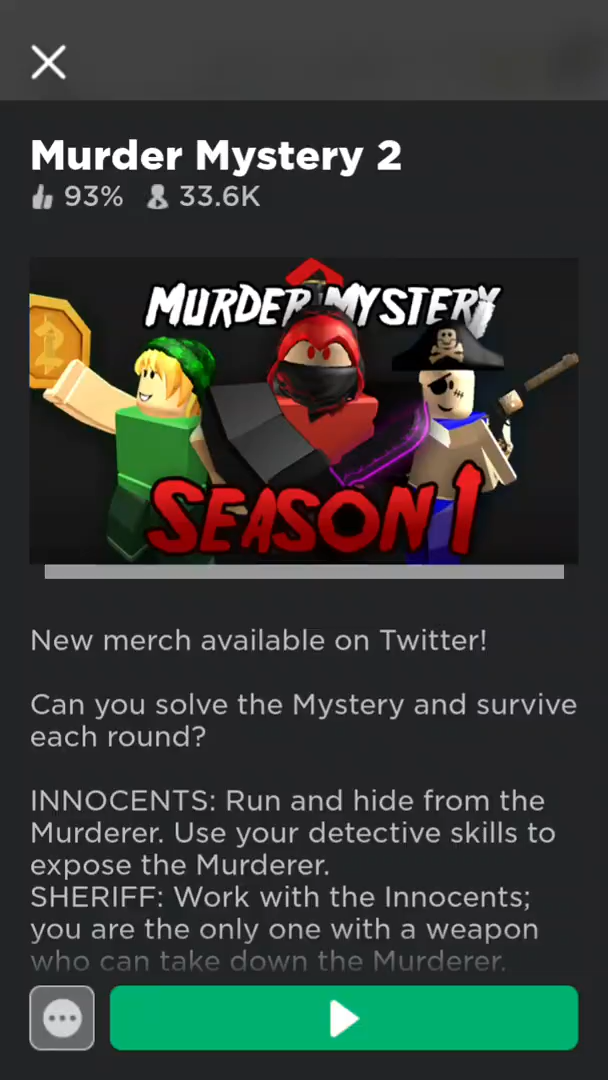 Murder Mystery 2
93% 33.6K
MURDER MYSTERY
2
SEASON 1
New merch available on Twitter!
Can you solve the Mystery and survive
each round?
INNOCENTS: Run and hide from the
Murderer. Use your detective skills to
expose the Murderer.
SHERIFF: Work with the Innocents;
you are the only one with a weapon
who can take down the Murderer.